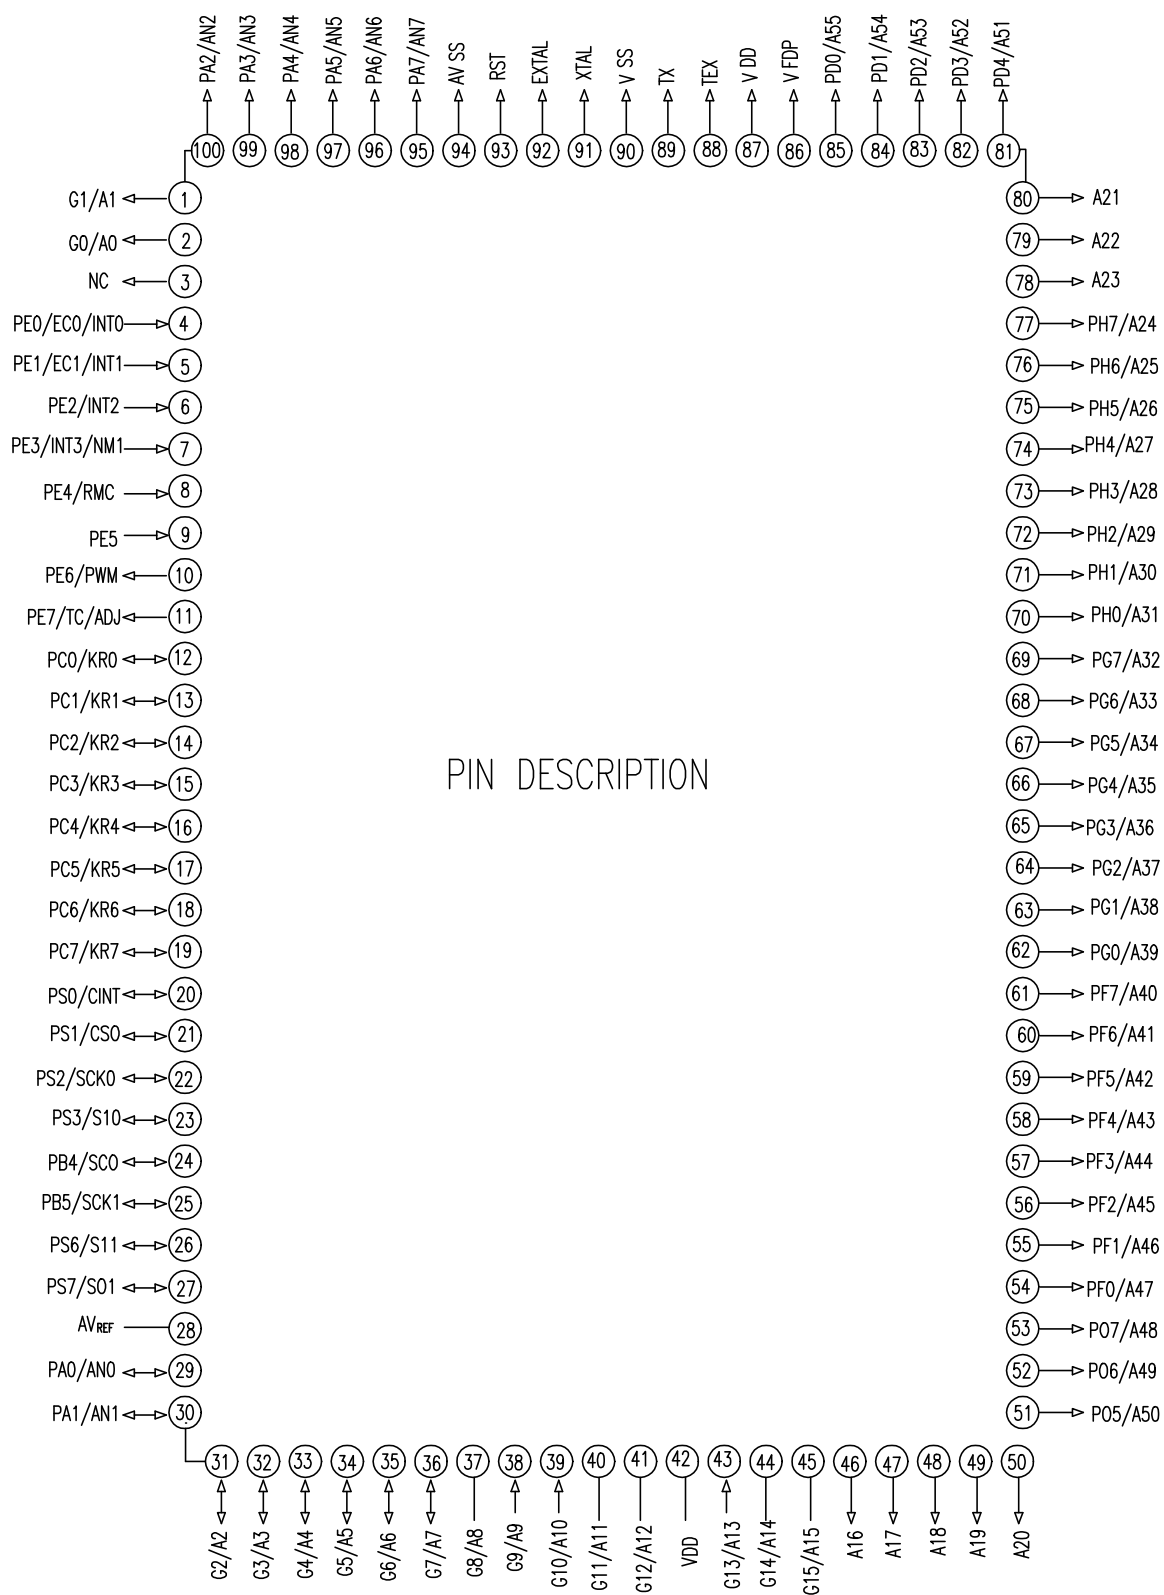 PA2/AN2
PA3/AN3
PA4/AN4
PA5/AN5
PA6/AN6
PA7/AN7
AV SS
RST
EXTAL
XTAL
V SS
TX
TEX
V DD
V FDP
PD0/A55
PD1/A54
PD2/A53
PD3/A52
PD4/A51
100 99 98 97 96 95 94 93 92 91 90 89 88 87 86 85 84 83 82 81
G1/A1 1 80 A21
G0/A0 2 79 A22
NC 3 78 A23
PE0/EC0/INT0 4 77 PH7/A24
PE1/EC1/INT1 5 76 PH6/A25
PE2/INT2 6 75 PH5/A26
PE3/INT3/NM1 7 74 PH4/A27
PE4/RMC 8 73 PH3/A28
PE5 9 72 PH2/A29
PE6/PWM 10 71 PH1/A30
PE7/TC/ADJ 11 70 PH0/A31
PC0/KR0 12 69 PG7/A32
PC1/KR1 13 68 PG6/A33
PC2/KR2 14 67 PG5/A34
PC3/KR3 15 66 PG4/A35
PIN DESCRIPTION
PC4/KR4 16 65 PG3/A36
PC5/KR5 17 64 PG2/A37
PC6/KR6 18 63 PG1/A38
PC7/KR7 19 62 PG0/A39
PS0/CINT 20 61 PF7/A40
PS1/CS0 21 60 PF6/A41
PS2/SCK0 22 59 PF5/A42
PS3/S10 23 58 PF4/A43
PB4/SC0 24 57 PF3/A44
PB5/SCK1 25 56 PF2/A45
PS6/S11 26 55 PF1/A46
PS7/SO1 27 54 PF0/A47
AVREF 28 53 PO7/A48
PA0/AN0 29 52 PO6/A49
PA1/AN1 30 51 PO5/A50
31 32 33 34 35 36 37 38 39 40 41 42 43 44 45 46 47 48 49 50
G2/A2
G3/A3
G4/A4
G5/A5
G6/A6
G7/A7
G8/A8
G9/A9
G10/A10
G11/A11
G12/A12
VDD
G13/A13
G14/A14
G15/A15
A16
A17
A18
A19
A20